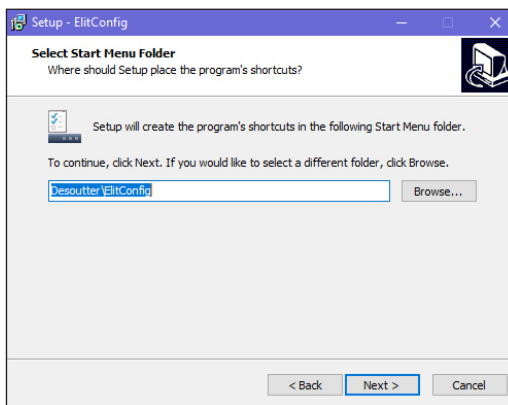 Setup - ElitConfig
Select Start Menu Folder
Where should Setup place the program's shortcuts?
Setup will create the program's shortcuts in the following Start Menu folder.
To continue, click Next. If you would like to select a different folder, click Browse.
Desoutter\ElitConfig
Browse...
< Back
Next >
Cancel